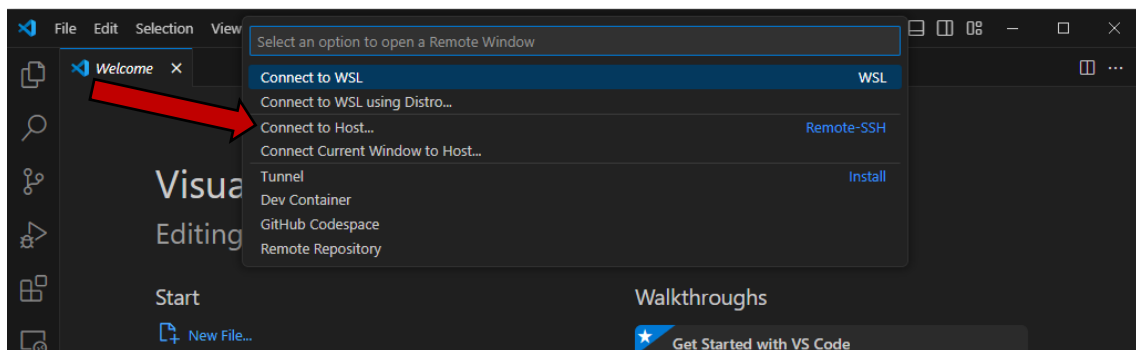 File Edit Selection View
Select an option to open a Remote Window
Welcome
Connect to WSL WSL
Connect to WSL using Distro...
Connect to Host... Remote-SSH
Connect Current Window to Host...
Tunnel Install
Dev Container
GitHub Codespace
Remote Repository
Visua
Editing
Start Walkthroughs
New File...
Get Started with VS Code